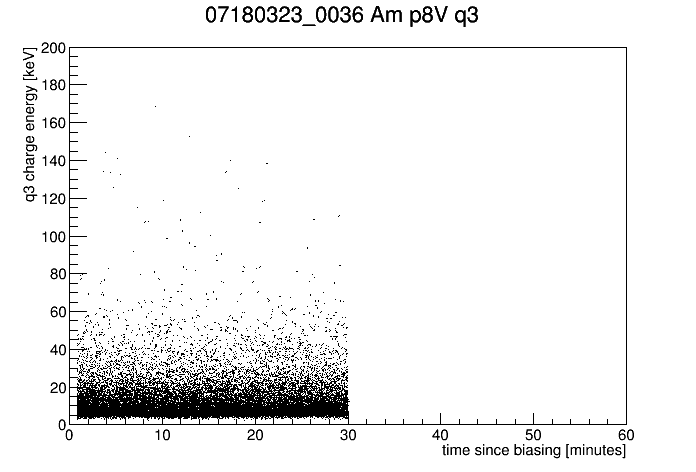 07180323_0036 Am p8V q3
q3 charge energy [keV]
200
180
160
140
120
100
80
60
40
20
0
0 10 20 30 40 50 60
time since biasing [minutes]